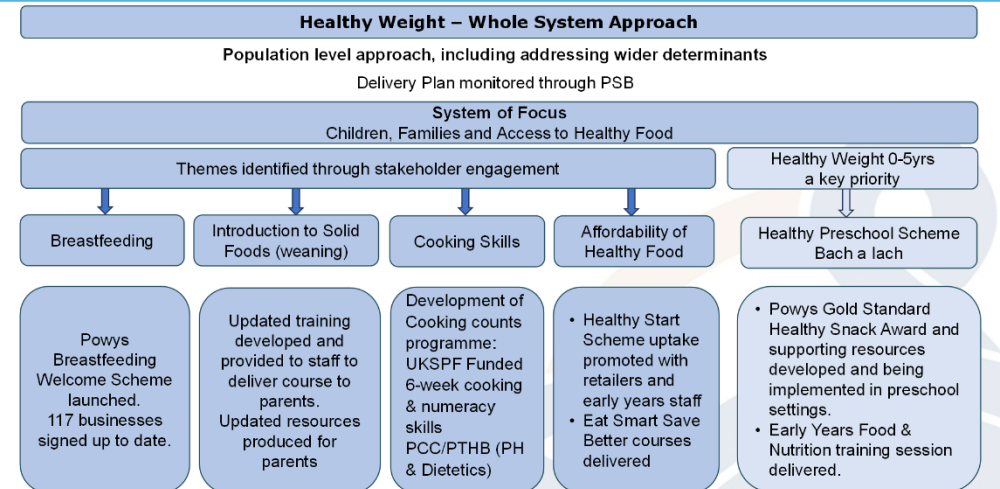 Healthy Weight – Whole System Approach
Population level approach, including addressing wider determinants
Delivery Plan monitored through PSB
System of Focus
Children, Families and Access to Healthy Food
Themes identified through stakeholder engagement
Healthy Weight 0-5yrs
a key priority
Breastfeeding
Introduction to Solid
Foods (weaning)
Cooking Skills
Affordability of
Healthy Food
Healthy Preschool Scheme
Bach a Iach
Powys
Breastfeeding
Welcome Scheme
launched.
117 businesses
signed up to date.
Updated training
developed and
provided to staff to
deliver course to
parents.
Updated resources
produced for
parents
Development of
Cooking counts
programme:
UKSPF Funded
6-week cooking
& numeracy
skills
PCC/PTHB (PH
& Dietetics)
• Healthy Start
Scheme uptake
promoted with
retailers and
early years staff
• Eat Smart Save
Better courses
delivered
• Powys Gold Standard
Healthy Snack Award and
supporting resources
developed and being
implemented in preschool
settings.
• Early Years Food &
Nutrition training session
delivered.